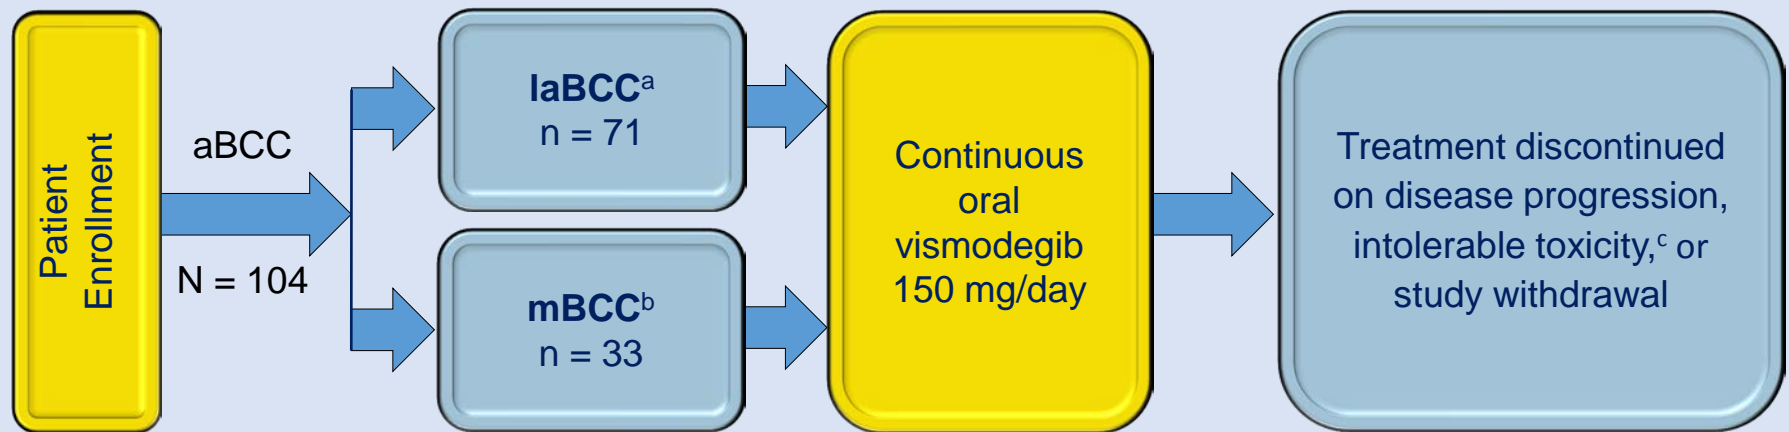 Patient
Enrollment
aBCC
N = 104
laBCCᵃ
n = 71
mBCCᵇ
n = 33
Continuous
oral
vismodegib
150 mg/day
Treatment discontinued
on disease progression,
intolerable toxicity,ᶜ or
study withdrawal